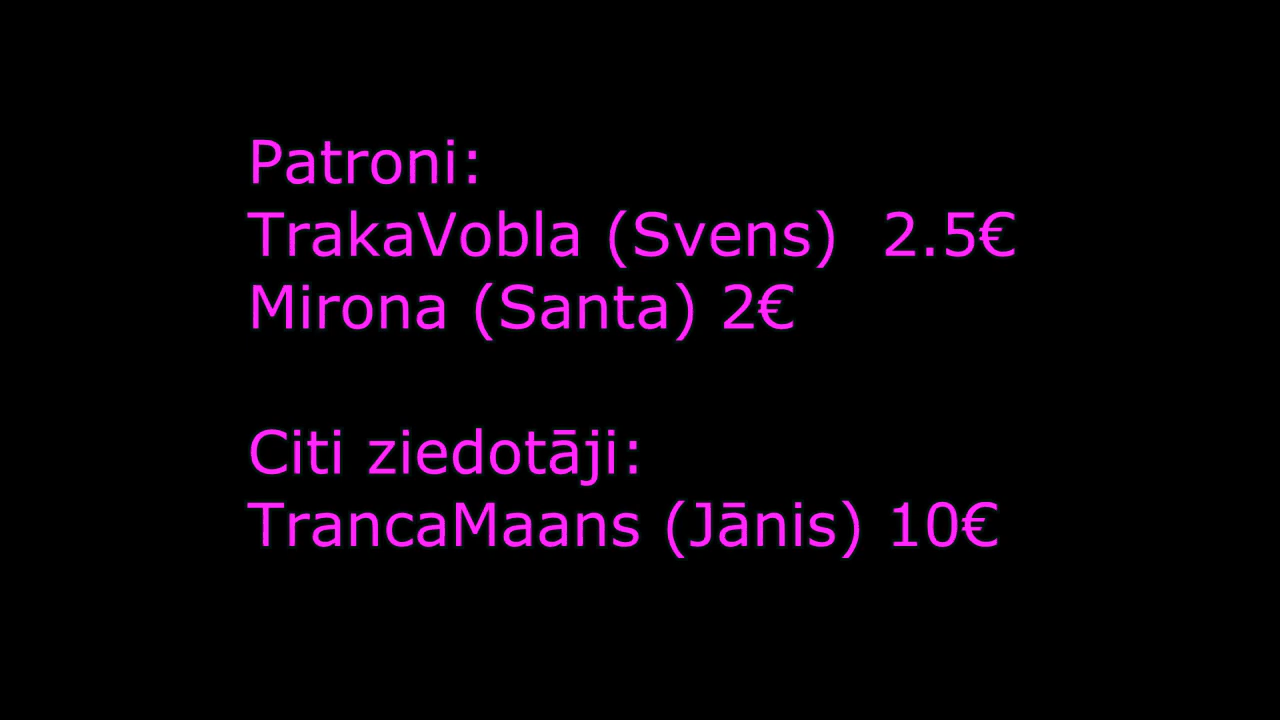 Patroni:
TrakaVobla (Svens) 2.5€
Mirona (Santa) 2€
Citi ziedotāji:
TrancaMaans (Jānis) 10€